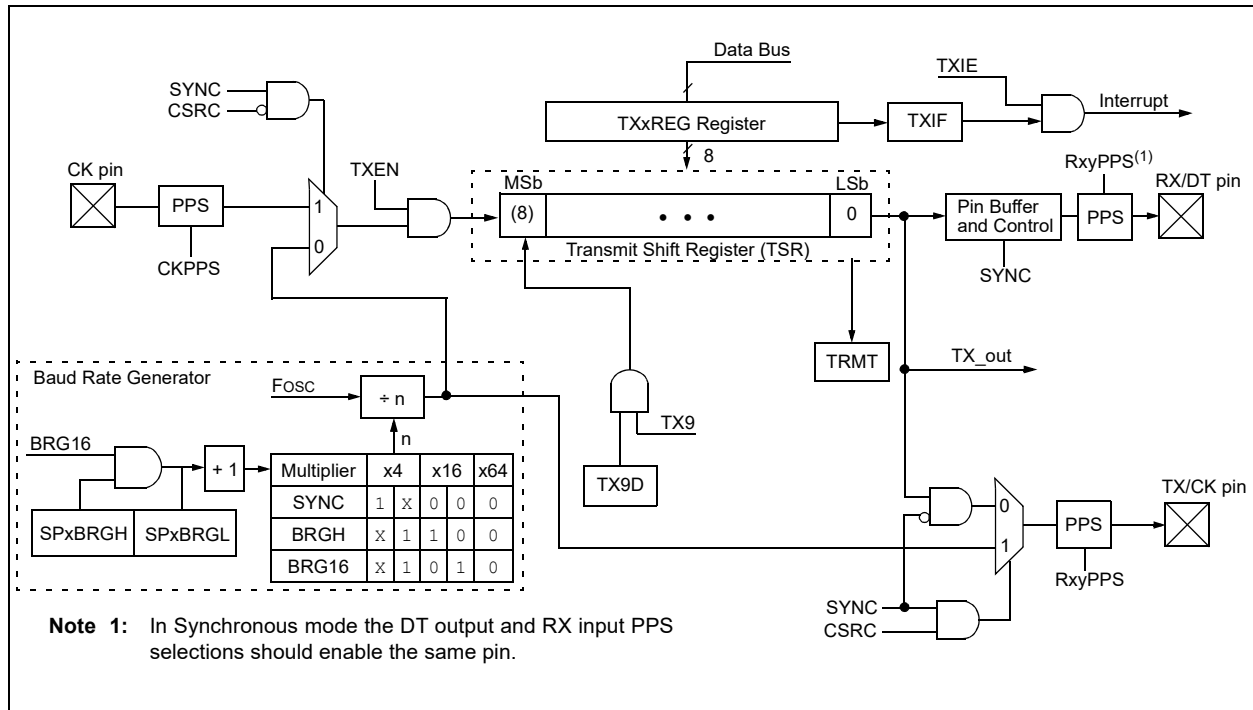 Data Bus
TXIE
SYNC
CSRC
Interrupt
TXxREG Register
TXIF
8
CK pin
TXEN
MSb
LSb
RxyPPS(1)
RX/DT pin
PPS
1
(8)
• • •
0
Pin Buffer
and Control
PPS
0
Transmit Shift Register (TSR)
CKPPS
SYNC
TRMT
TX_out
Baud Rate Generator
FOSC
÷ n
n
TX9
BRG16
+ 1
Multiplier x4 x16 x64
TX9D
SYNC 1 X 0 0 0
SPxBRGH SPxBRGL
BRGH X 1 1 0 0
BRG16 X 1 0 1 0
0
1
PPS
TX/CK pin
RxyPPS
SYNC
CSRC
Note 1: In Synchronous mode the DT output and RX input PPS
selections should enable the same pin.